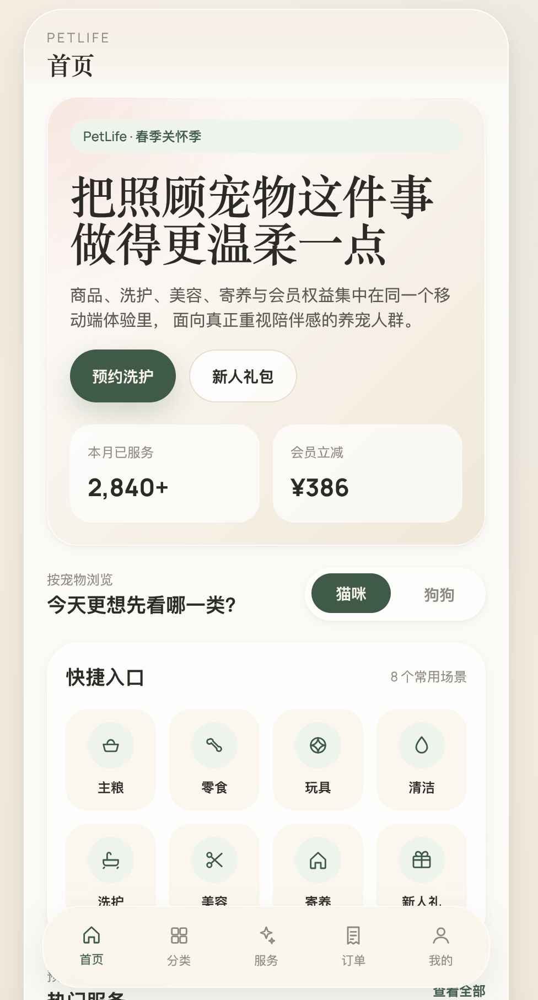 PETLIFE
首页
PetLife · 春季关怀季
把照顾宠物这件事
做得更温柔一点
商品、洗护、美容、寄养与会员权益集中在同一个移
动端体验里， 面向真正重视陪伴感的养宠人群。
预约洗护
新人礼包
本月已服务
会员立减
2,840+
¥386
按宠物浏览
今天更想先看哪一类?
猫咪
狗狗
快捷入口
8 个常用场景
主粮
零食
玩具
清洁
洗护
美容
寄养
新人礼
首页
分类
服务
订单
我的
热门服务
查看全部